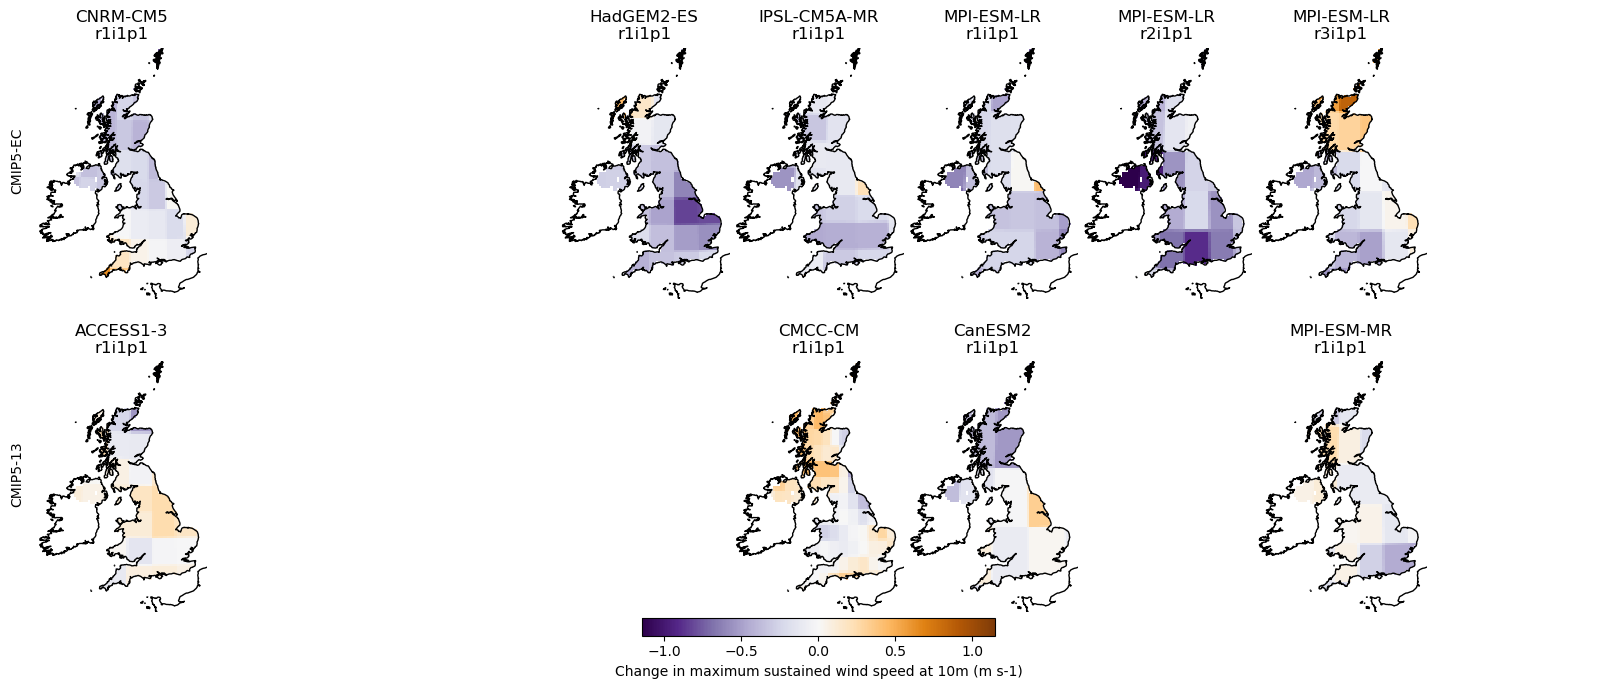 CNRM-CM5
r1i1p1
HadGEM2-ES
r1i1p1
IPSL-CM5A-MR
r1i1p1
MPI-ESM-LR
r1i1p1
MPI-ESM-LR
r2i1p1
MPI-ESM-LR
r3i1p1
CMIP5-EC
ACCESS1-3
r1i1p1
CMCC-CM
r1i1p1
CanESM2
r1i1p1
MPI-ESM-MR
r1i1p1
CMIP5-13
−1.0 −0.5 0.0 0.5 1.0
Change in maximum sustained wind speed at 10m (m s-1)